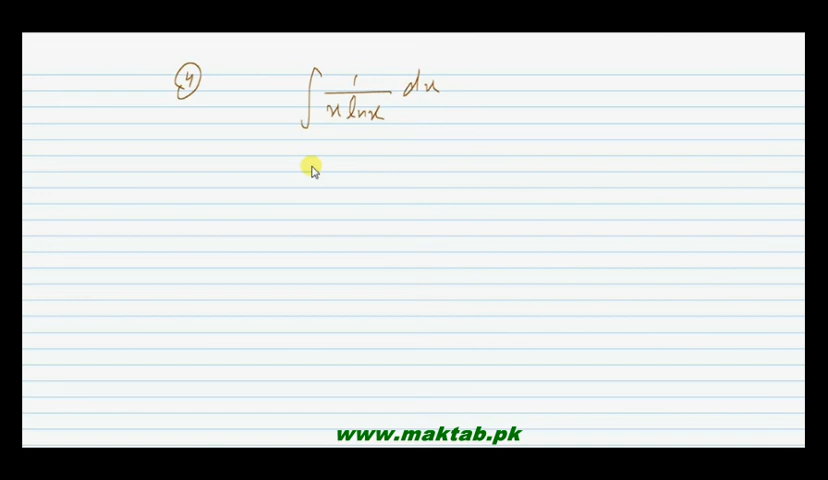 ④ ∫ 1/(x ln x) dx
www.maktab.pk